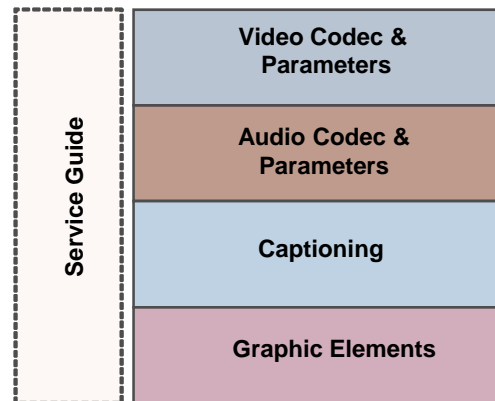 Service Guide
Video Codec &
Parameters
Audio Codec &
Parameters
Captioning
Graphic Elements